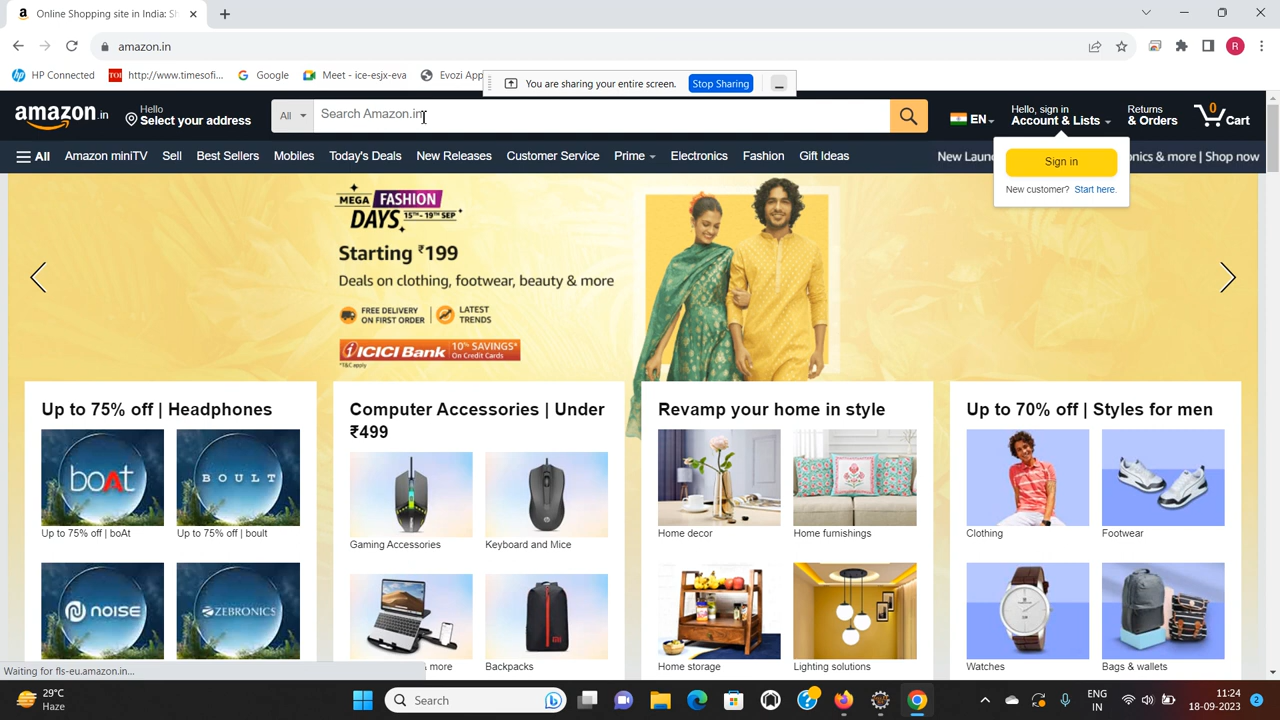 Online Shopping site in India: Sh
amazon.in
HP Connected
http://www.timesofi...
Google
Meet - ice-esjx-eva
Evozi App
You are sharing your entire screen.
Stop Sharing
amazon.in
Hello
Select your address
All
Search Amazon.in
EN
Hello, sign in
Account & Lists
Returns
& Orders
0
Cart
All
Amazon miniTV
Sell
Best Sellers
Mobiles
Today's Deals
New Releases
Customer Service
Prime
Electronics
Fashion
Gift Ideas
New Laun
onics & more | Shop now
Sign in
New customer? Start here.
MEGA FASHION
DAYS 15TH - 19TH SEP
Starting ₹199
Deals on clothing, footwear, beauty & more
FREE DELIVERY
ON FIRST ORDER
LATEST
TRENDS
ICICI Bank
10% SAVINGS*
On Credit Cards
*T&C apply
Up to 75% off | Headphones
boAt
BOULT
Up to 75% off | boAt
Up to 75% off | boult
NOISE
ZEBRONICS
Computer Accessories | Under
₹499
Gaming Accessories
Keyboard and Mice
& more
Backpacks
Revamp your home in style
Home decor
Home furnishings
Home storage
Lighting solutions
Up to 70% off | Styles for men
Clothing
Footwear
Watches
Bags & wallets
Waiting for fls-eu.amazon.in...
29°C
Haze
Search
ENG
IN
11:24
18-09-2023
2